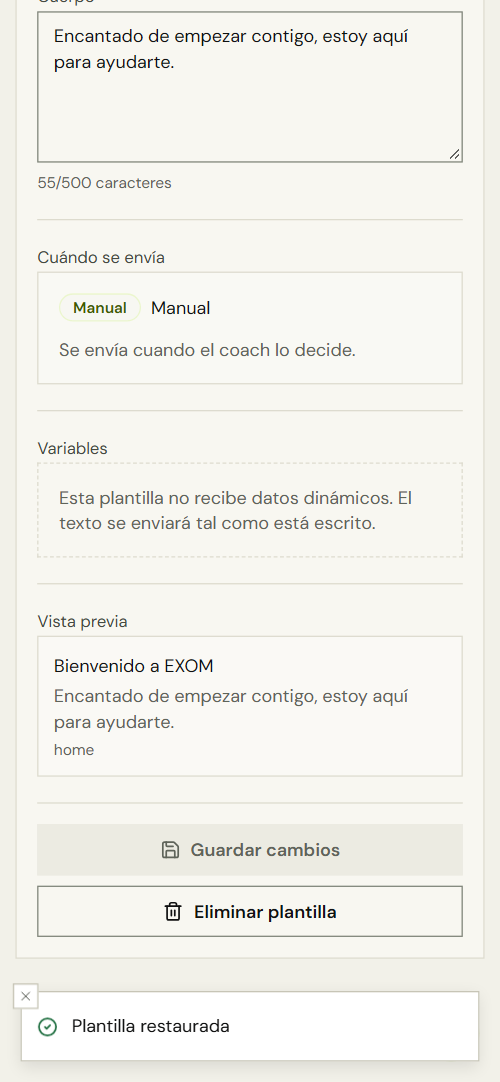 Cuerpo
Encantado de empezar contigo, estoy aquí
para ayudarte.
55/500 caracteres
Cuándo se envía
Manual Manual
Se envía cuando el coach lo decide.
Variables
Esta plantilla no recibe datos dinámicos. El
texto se enviará tal como está escrito.
Vista previa
Bienvenido a EXOM
Encantado de empezar contigo, estoy aquí
para ayudarte.
home
Guardar cambios
Eliminar plantilla
Plantilla restaurada